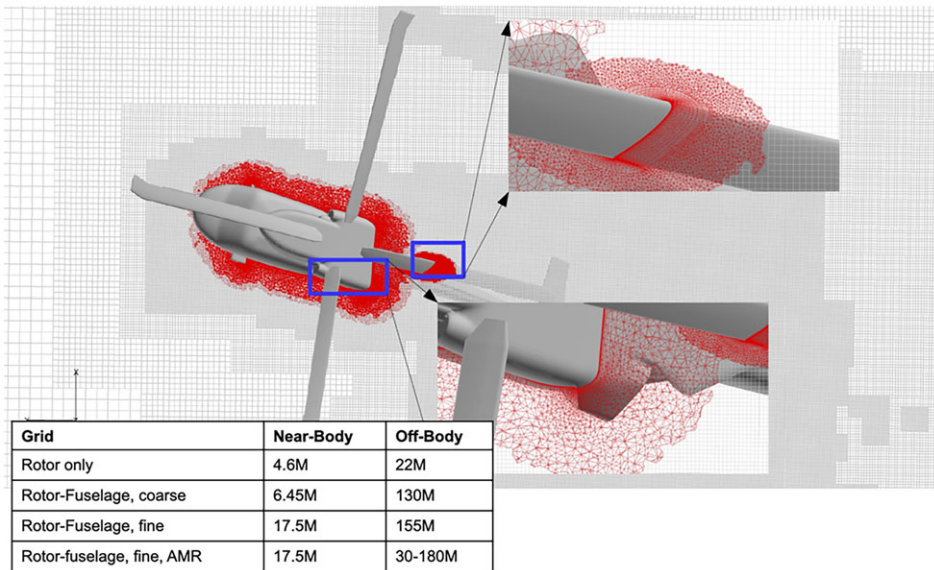 Grid Near-Body Off-Body
Rotor only 4.6M 22M
Rotor-Fuselage, coarse 6.45M 130M
Rotor-Fuselage, fine 17.5M 155M
Rotor-fuselage, fine, AMR 17.5M 30-180M